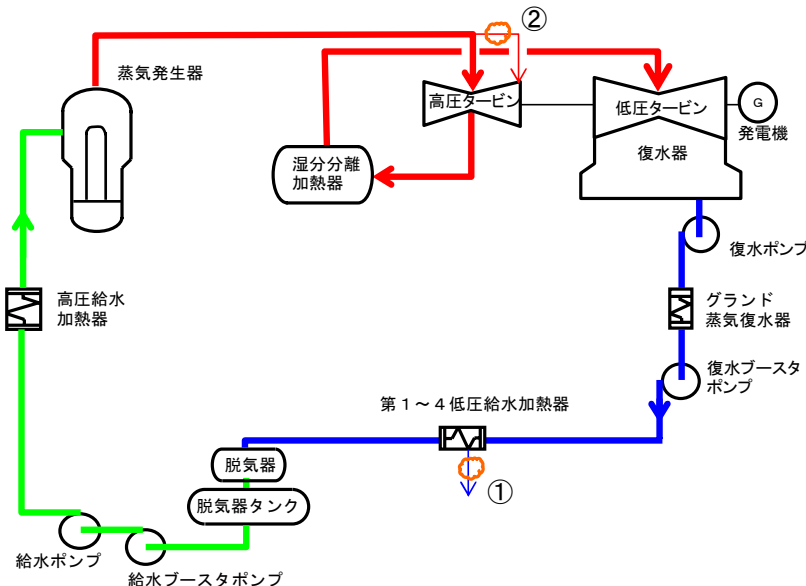 ②
蒸気発生器
高圧タービン
低圧タービン
G
発電機
湿分分離
加熱器
復水器
復水ポンプ
高圧給水
加熱器
グランド
蒸気復水器
復水ブースタ
ポンプ
第１～４低圧給水加熱器
脱気器
①
脱気器タンク
給水ポンプ
給水ブースタポンプ